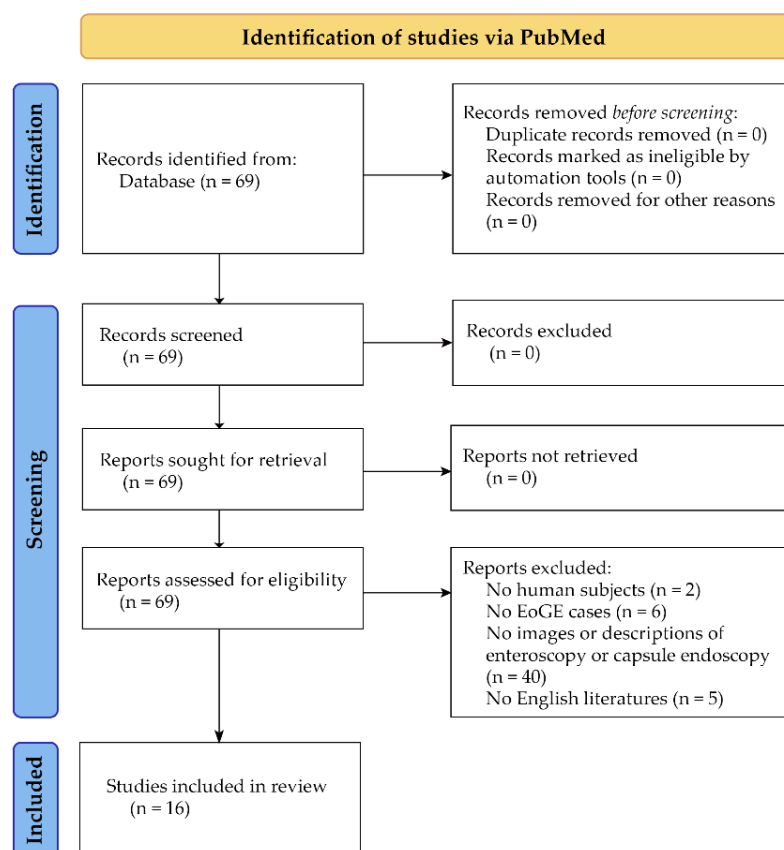 Identification of studies via PubMed
Identification
Records identified from:
Database (n = 69)
Records removed before screening:
Duplicate records removed (n = 0)
Records marked as ineligible by
automation tools (n = 0)
Records removed for other reasons
(n = 0)
Screening
Records screened
(n = 69)
Records excluded
(n = 0)
Reports sought for retrieval
(n = 69)
Reports not retrieved
(n = 0)
Reports assessed for eligibility
(n = 69)
Reports excluded:
No human subjects (n = 2)
No EoGE cases (n = 6)
No images or descriptions of
enteroscopy or capsule endoscopy
(n = 40)
No English literatures (n = 5)
Included
Studies included in review
(n = 16)